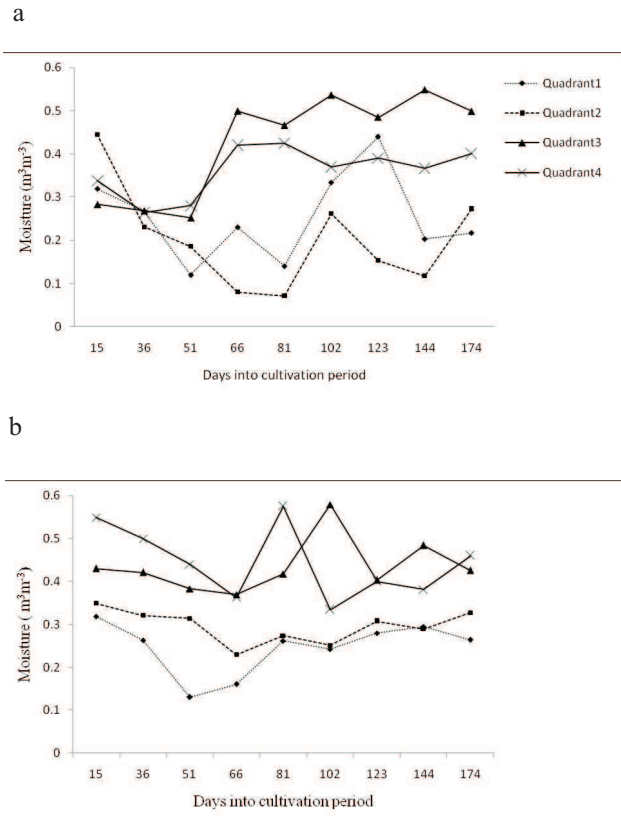 a
0.6
0.5
0.4
0.3
0.2
0.1
0
Moisture (m³m⁻³)
15 36 51 66 81 102 123 144 174
Days into cultivation period
Quadrant1
Quadrant2
Quadrant3
Quadrant4
b
0.6
0.5
0.4
0.3
0.2
0.1
0
Moisture ( m³m⁻³)
15 36 51 66 81 102 123 144 174
Days into cultivation period